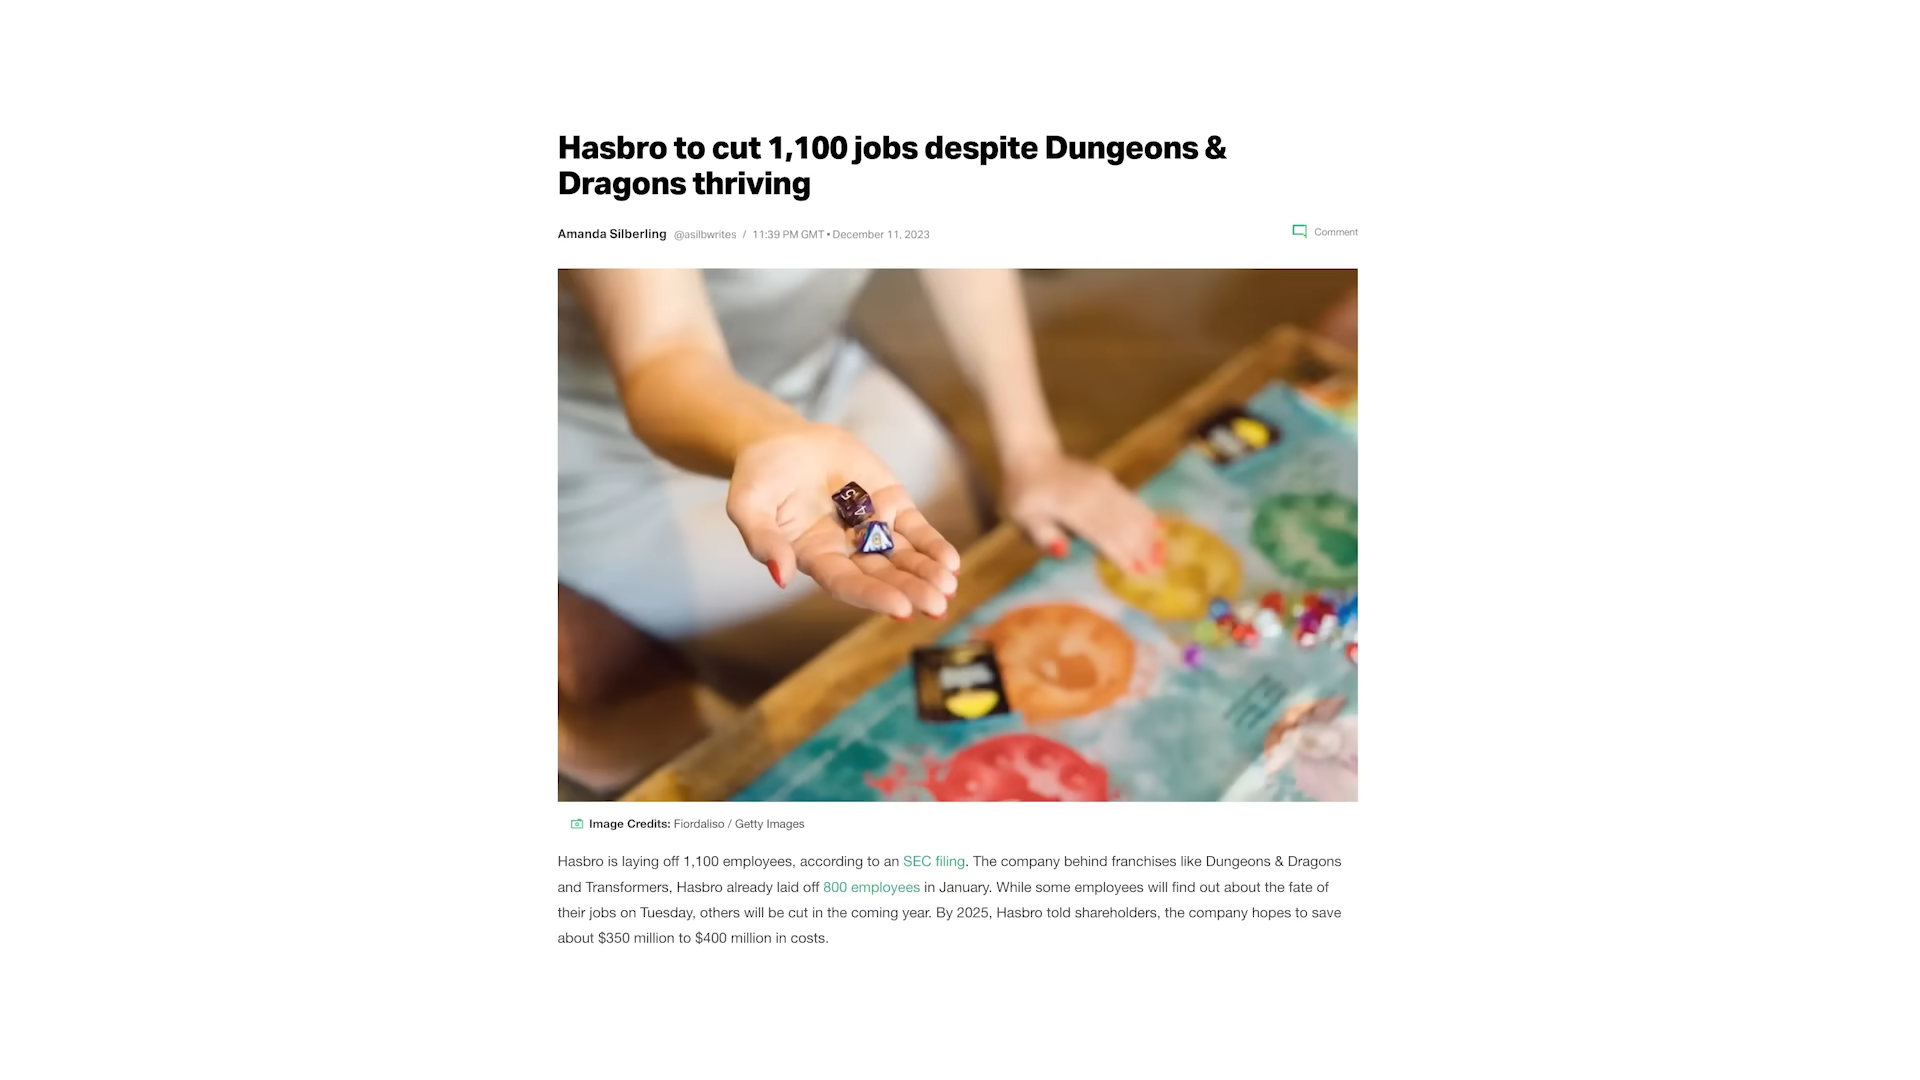 Hasbro to cut 1,100 jobs despite Dungeons &
Dragons thriving
Amanda Silberling @asilbwrites / 11:39 PM GMT • December 11, 2023
Comment
5
4
Image Credits: Fiordaliso / Getty Images
Hasbro is laying off 1,100 employees, according to an SEC filing. The company behind franchises like Dungeons & Dragons
and Transformers, Hasbro already laid off 800 employees in January. While some employees will find out about the fate of
their jobs on Tuesday, others will be cut in the coming year. By 2025, Hasbro told shareholders, the company hopes to save
about $350 million to $400 million in costs.